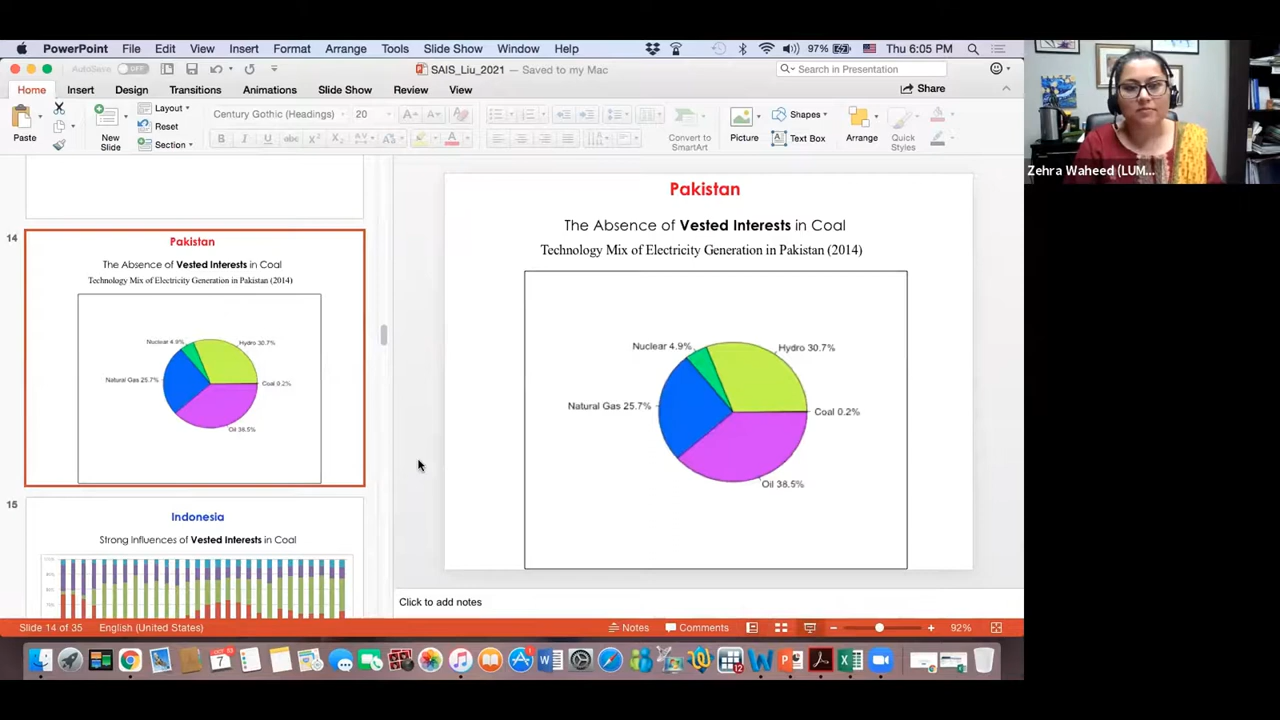 PowerPoint File Edit View Insert Format Arrange Tools Slide Show Window Help 97% Thu 6:05 PM
AutoSave OFF SAIS_Liu_2021 — Saved to my Mac Search in Presentation
Home Insert Design Transitions Animations Slide Show Review View Share
Paste New Slide Layout Reset Section Century Gothic (Headings) 20 Convert to SmartArt Picture Shapes Text Box Arrange Quick Styles
B I U abc X² X₂ AV Aa A
14
Pakistan
The Absence of Vested Interests in Coal
Technology Mix of Electricity Generation in Pakistan (2014)
Nuclear 4.9%
Hydro 30.7%
Natural Gas 25.7%
Coal 0.2%
Oil 38.5%
15
Indonesia
Strong influences of Vested Interests in Coal
Pakistan
The Absence of Vested Interests in Coal
Technology Mix of Electricity Generation in Pakistan (2014)
Nuclear 4.9%
Hydro 30.7%
Natural Gas 25.7%
Coal 0.2%
Oil 38.5%
Click to add notes
Slide 14 of 35 English (United States) Notes Comments 92%
Zehra Waheed (LUM...